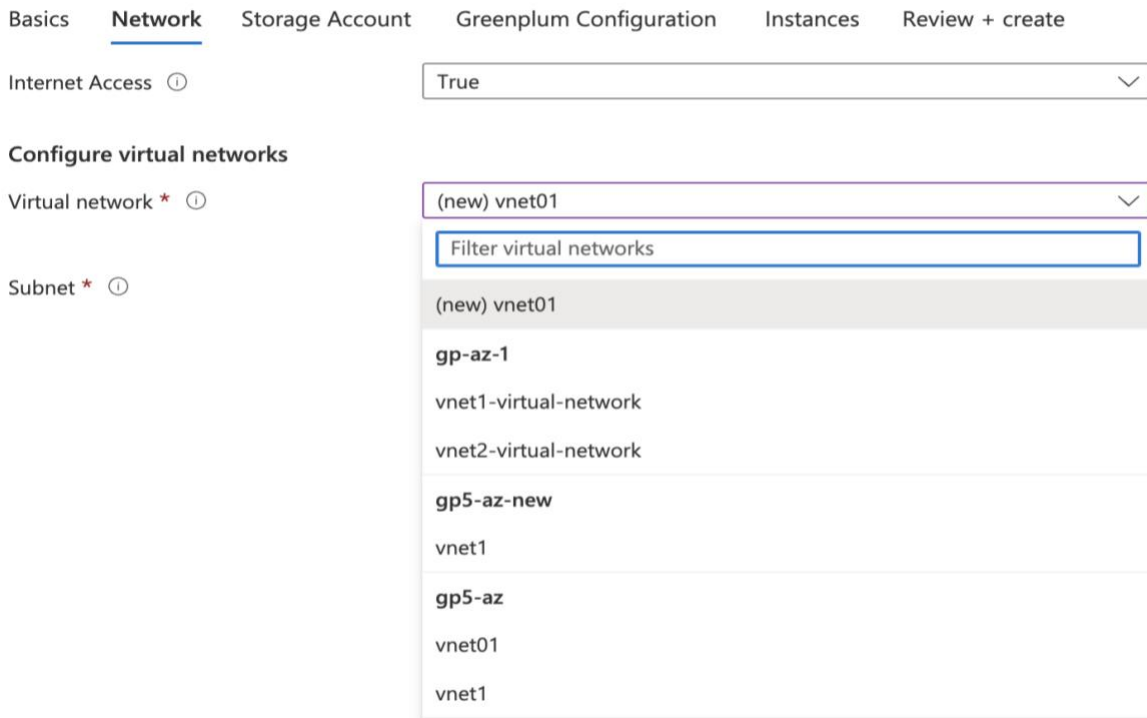 Basics Network Storage Account Greenplum Configuration Instances Review + create
Internet Access True
Configure virtual networks
Virtual network * (new) vnet01
Filter virtual networks
Subnet *
(new) vnet01
gp-az-1
vnet1-virtual-network
vnet2-virtual-network
gp5-az-new
vnet1
gp5-az
vnet01
vnet1